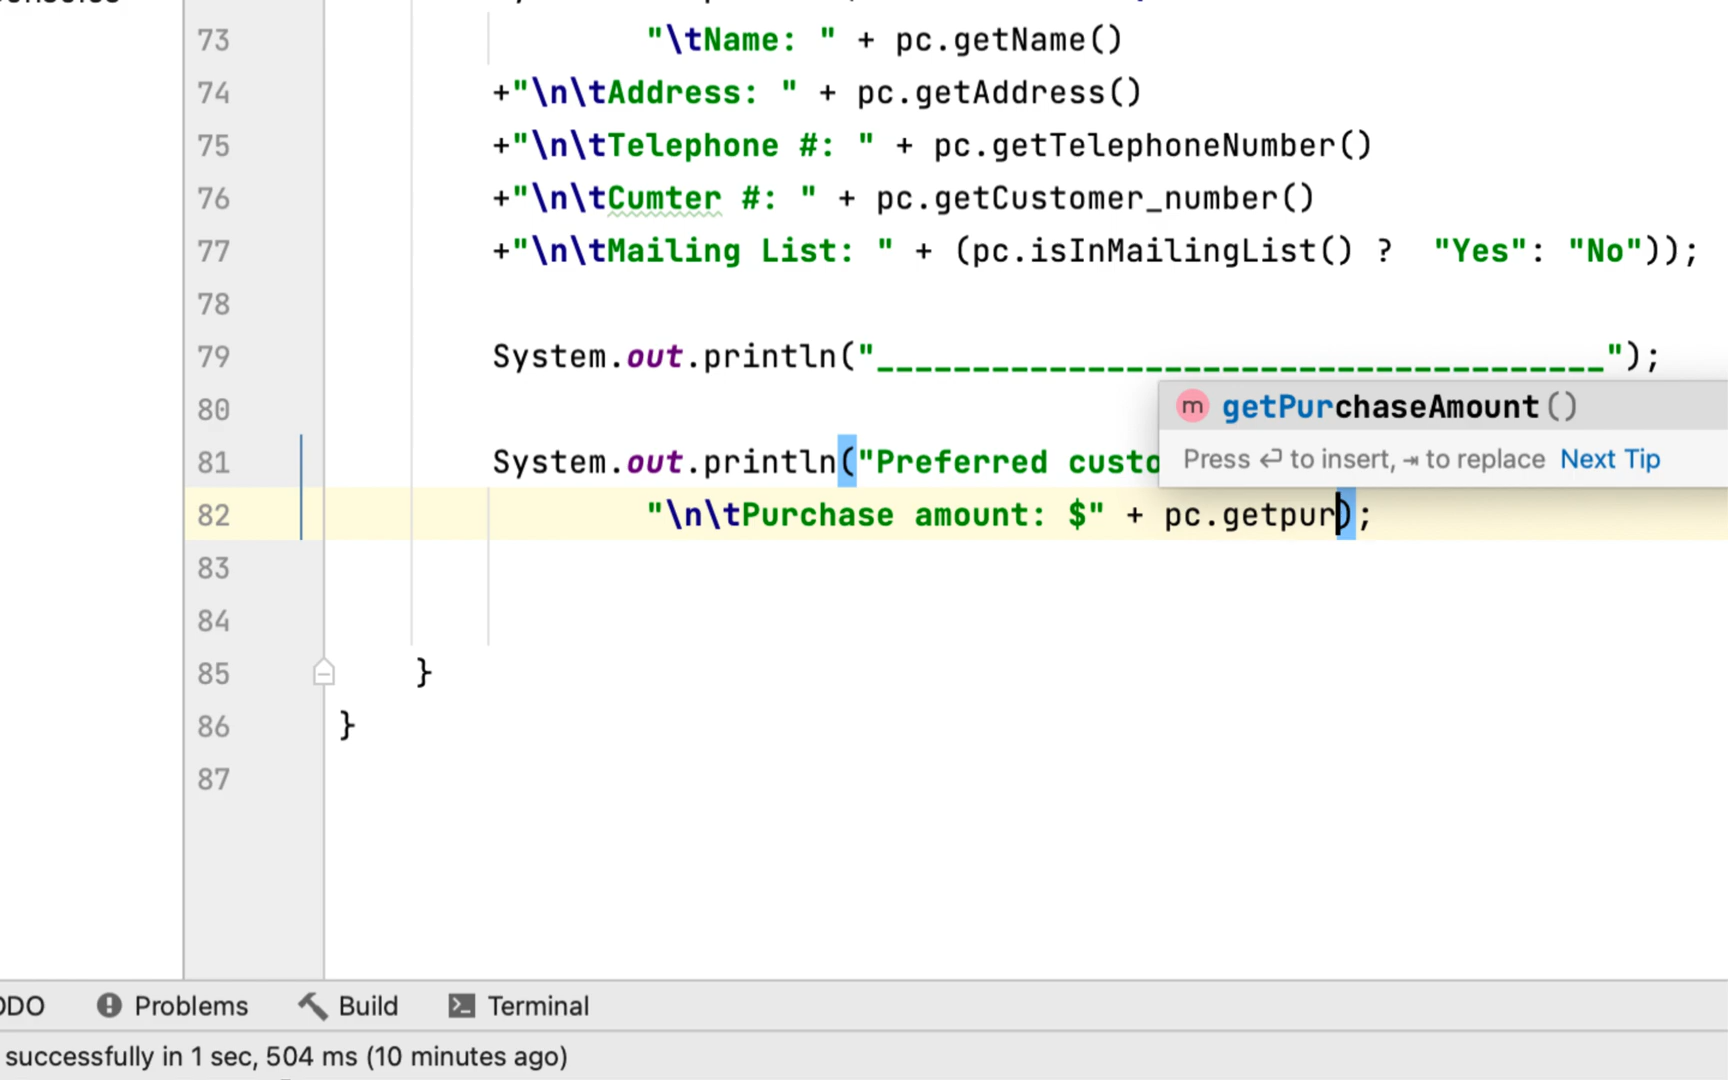 73 "\tName: " + pc.getName()
74 +"\n\tAddress: " + pc.getAddress()
75 +"\n\tTelephone #: " + pc.getTelephoneNumber()
76 +"\n\tCumter #: " + pc.getCustomer_number()
77 +"\n\tMailing List: " + (pc.isInMailingList() ?  "Yes": "No"));
78
79 System.out.println("______________________________________");
80
m getPurchaseAmount()
81 System.out.println("Preferred custo
Press ⏎ to insert, ⇥ to replace Next Tip
82 "\n\tPurchase amount: $" + pc.getpur);
83
84
85 }
86 }
87
Problems Build Terminal
successfully in 1 sec, 504 ms (10 minutes ago)